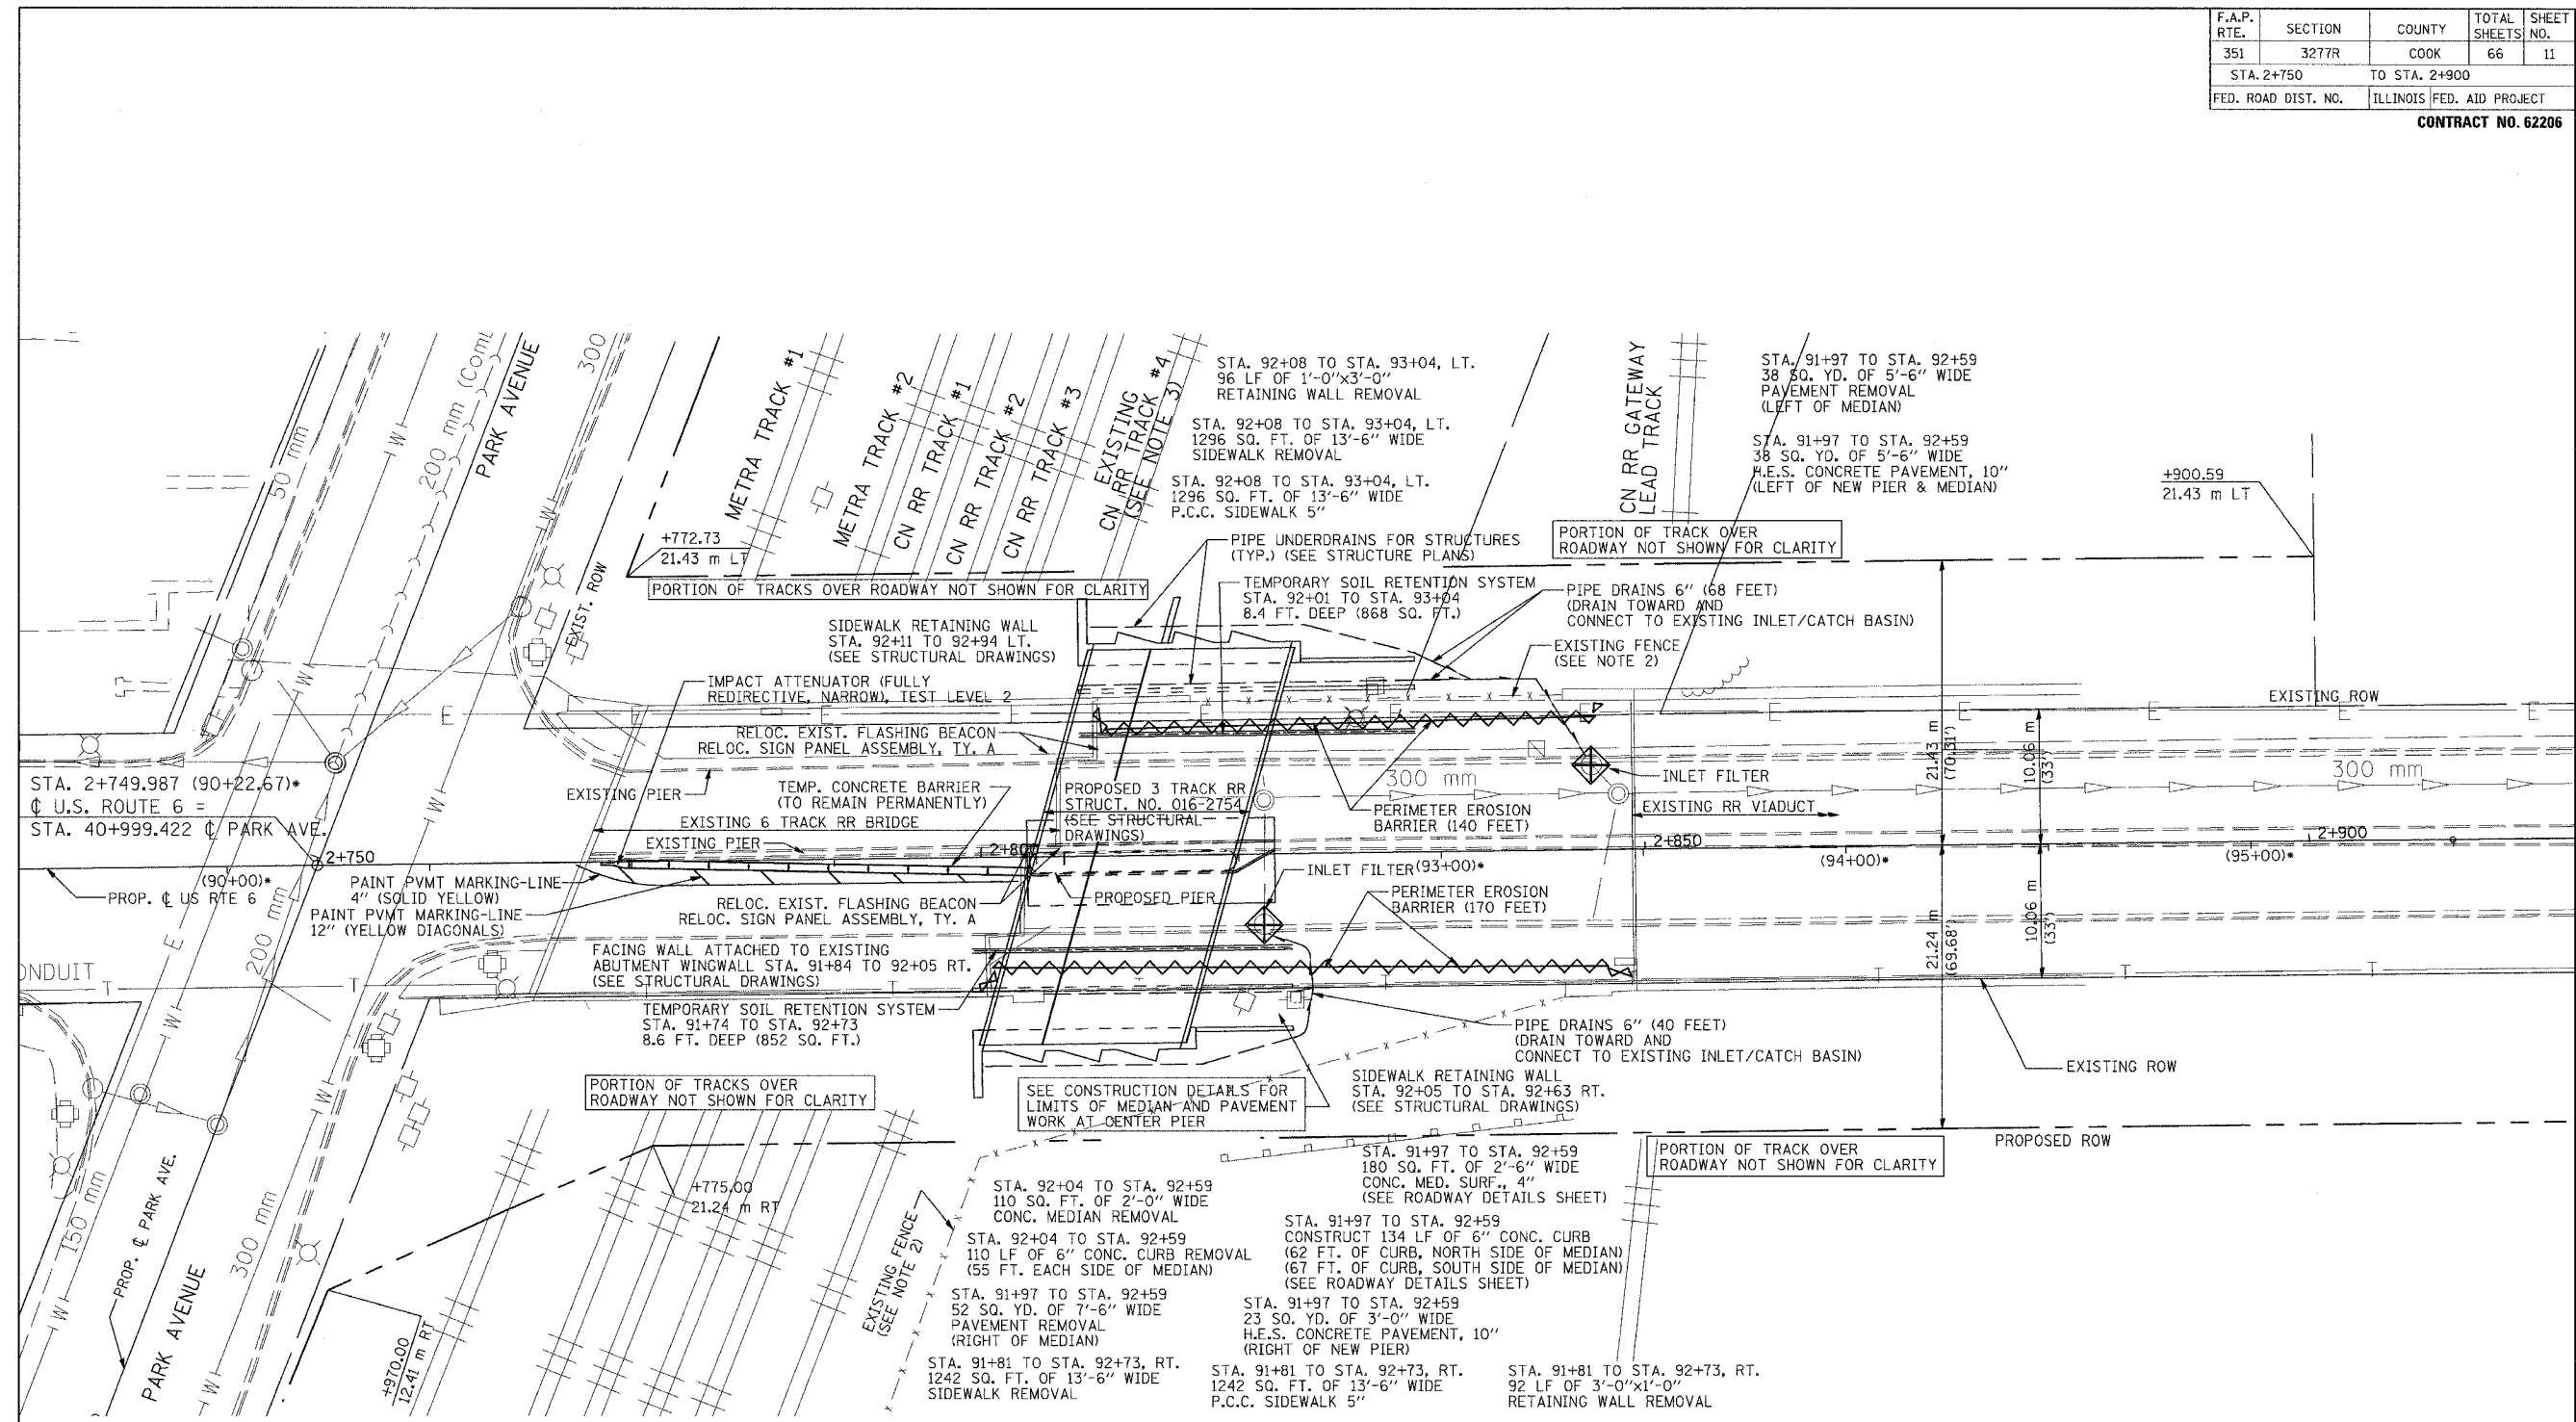 F.A.P. RTE. SECTION COUNTY TOTAL SHEETS SHEET NO.
351 3277R COOK 66 11
STA. 2+750 TO STA. 2+900
FED. ROAD DIST. NO. ILLINOIS FED. AID PROJECT
CONTRACT NO. 62206
50 mm
200 mm (Com
PARK AVENUE
300
METRA TRACK #1
METRA TRACK #2
CN RR TRACK #1
CN RR TRACK #2
CN RR TRACK #3
EXISTING
CN RR TRACK #4
(SEE NOTE 3)
STA. 92+08 TO STA. 93+04, LT.
96 LF OF 1'-0"x3'-0"
RETAINING WALL REMOVAL
STA. 92+08 TO STA. 93+04, LT.
1296 SQ. FT. OF 13'-6" WIDE
SIDEWALK REMOVAL
STA. 92+08 TO STA. 93+04, LT.
1296 SQ. FT. OF 13'-6" WIDE
P.C.C. SIDEWALK 5"
CN RR GATEWAY
LEAD TRACK
STA. 91+97 TO STA. 92+59
38 SQ. YD. OF 5'-6" WIDE
PAVEMENT REMOVAL
(LEFT OF MEDIAN)
STA. 91+97 TO STA. 92+59
38 SQ. YD. OF 5'-6" WIDE
H.E.S. CONCRETE PAVEMENT, 10"
(LEFT OF NEW PIER & MEDIAN)
+900.59
21.43 m LT
+772.73
21.43 m LT
PORTION OF TRACKS OVER ROADWAY NOT SHOWN FOR CLARITY
PIPE UNDERDRAINS FOR STRUCTURES
(TYP.) (SEE STRUCTURE PLANS)
PORTION OF TRACK OVER
ROADWAY NOT SHOWN FOR CLARITY
TEMPORARY SOIL RETENTION SYSTEM
STA. 92+01 TO STA. 93+04
8.4 FT. DEEP (868 SQ. FT.)
PIPE DRAINS 6" (68 FEET)
(DRAIN TOWARD AND
CONNECT TO EXISTING INLET/CATCH BASIN)
EXIST. ROW
SIDEWALK RETAINING WALL
STA. 92+11 TO 92+94 LT.
(SEE STRUCTURAL DRAWINGS)
EXISTING FENCE
(SEE NOTE 2)
IMPACT ATTENUATOR (FULLY
REDIRECTIVE, NARROW), TEST LEVEL 2
EXISTING ROW
RELOC. EXIST. FLASHING BEACON
RELOC. SIGN PANEL ASSEMBLY, TY. A
STA. 2+749.987 (90+22.67)*
℄ U.S. ROUTE 6 =
STA. 40+999.422 ℄ PARK AVE.
EXISTING PIER
TEMP. CONCRETE BARRIER
(TO REMAIN PERMANENTLY)
PROPOSED 3 TRACK RR
STRUCT. NO. 016-2754
(SEE STRUCTURAL
DRAWINGS)
300 mm
INLET FILTER
300 mm
21.43 m
(70.31')
10.06 m
(33')
PERIMETER EROSION
BARRIER (140 FEET)
EXISTING RR VIADUCT
EXISTING 6 TRACK RR BRIDGE
EXISTING PIER
2+750
2+800
2+850
2+900
(90+00)*
(93+00)*
(94+00)*
(95+00)*
PROP. ℄ US RTE 6
PAINT PVMT MARKING-LINE
4" (SOLID YELLOW)
PAINT PVMT MARKING-LINE
12" (YELLOW DIAGONALS)
RELOC. EXIST. FLASHING BEACON
RELOC. SIGN PANEL ASSEMBLY, TY. A
PROPOSED PIER
INLET FILTER
PERIMETER EROSION
BARRIER (170 FEET)
21.24 m
(69.68')
10.06 m
(33')
200 mm
ONDUIT
FACING WALL ATTACHED TO EXISTING
ABUTMENT WINGWALL STA. 91+84 TO 92+05 RT.
(SEE STRUCTURAL DRAWINGS)
TEMPORARY SOIL RETENTION SYSTEM
STA. 91+74 TO STA. 92+73
8.6 FT. DEEP (852 SQ. FT.)
PIPE DRAINS 6" (40 FEET)
(DRAIN TOWARD AND
CONNECT TO EXISTING INLET/CATCH BASIN)
EXISTING ROW
PORTION OF TRACKS OVER
ROADWAY NOT SHOWN FOR CLARITY
SEE CONSTRUCTION DETAILS FOR
LIMITS OF MEDIAN AND PAVEMENT
WORK AT CENTER PIER
SIDEWALK RETAINING WALL
STA. 92+05 TO STA. 92+63 RT.
(SEE STRUCTURAL DRAWINGS)
PROPOSED ROW
PORTION OF TRACK OVER
ROADWAY NOT SHOWN FOR CLARITY
150 mm
PROP. ℄ PARK AVE.
PARK AVENUE
300 mm
+775.00
21.24 m RT
+970.00
12.41 m RT
EXISTING FENCE
(SEE NOTE 2)
STA. 92+04 TO STA. 92+59
110 SQ. FT. OF 2'-0" WIDE
CONC. MEDIAN REMOVAL
STA. 92+04 TO STA. 92+59
110 LF OF 6" CONC. CURB REMOVAL
(55 FT. EACH SIDE OF MEDIAN)
STA. 91+97 TO STA. 92+59
52 SQ. YD. OF 7'-6" WIDE
PAVEMENT REMOVAL
(RIGHT OF MEDIAN)
STA. 91+81 TO STA. 92+73, RT.
1242 SQ. FT. OF 13'-6" WIDE
SIDEWALK REMOVAL
STA. 91+97 TO STA. 92+59
180 SQ. FT. OF 2'-6" WIDE
CONC. MED. SURF., 4"
(SEE ROADWAY DETAILS SHEET)
STA. 91+97 TO STA. 92+59
CONSTRUCT 134 LF OF 6" CONC. CURB
(62 FT. OF CURB, NORTH SIDE OF MEDIAN)
(67 FT. OF CURB, SOUTH SIDE OF MEDIAN)
(SEE ROADWAY DETAILS SHEET)
STA. 91+97 TO STA. 92+59
23 SQ. YD. OF 3'-0" WIDE
H.E.S. CONCRETE PAVEMENT, 10"
(RIGHT OF NEW PIER)
STA. 91+81 TO STA. 92+73, RT.
1242 SQ. FT. OF 13'-6" WIDE
P.C.C. SIDEWALK 5"
STA. 91+81 TO STA. 92+73, RT.
92 LF OF 3'-0"x1'-0"
RETAINING WALL REMOVAL